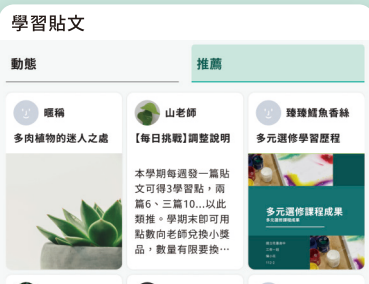 學習貼文
動態
推薦
暱稱
多肉植物的迷人之處
山老師
【每日挑戰】調整說明
本學期每週發一篇貼
文可得3學習點，兩
篇6、三篇10...以此
類推。學期末即可用
點數向老師兌換小獎
品，數量有限要換…
臻臻鱈魚香絲
多元選修學習歷程
多元選修課程成果